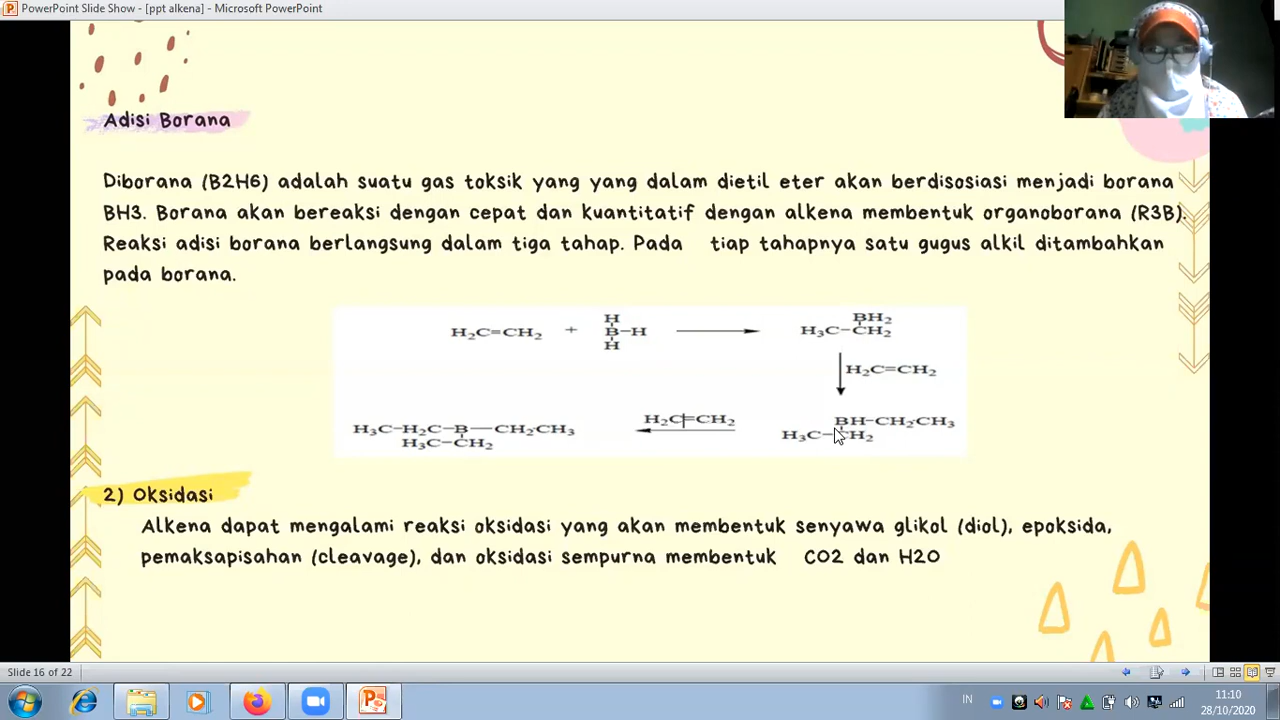 PowerPoint Slide Show - [ppt alkena] - Microsoft PowerPoint
Adisi Borana
Diborana (B2H6) adalah suatu gas toksik yang yang dalam dietil eter akan berdisosiasi menjadi borana
BH3. Borana akan bereaksi dengan cepat dan kuantitatif dengan alkena membentuk organoborana (R3B).
Reaksi adisi borana berlangsung dalam tiga tahap. Pada tiap tahapnya satu gugus alkil ditambahkan
pada borana.
H
BH2
H2C=CH2 + B-H
H3C-CH2
H
H2C=CH2
H2C=CH2
BH-CH2CH3
H3C-H2C-B-CH2CH3
H3C-CH2
H3C-CH2
2) Oksidasi
Alkena dapat mengalami reaksi oksidasi yang akan membentuk senyawa glikol (diol), epoksida,
pemaksapisahan (cleavage), dan oksidasi sempurna membentuk CO2 dan H2O
Slide 16 of 22
IN
11:10
28/10/2020